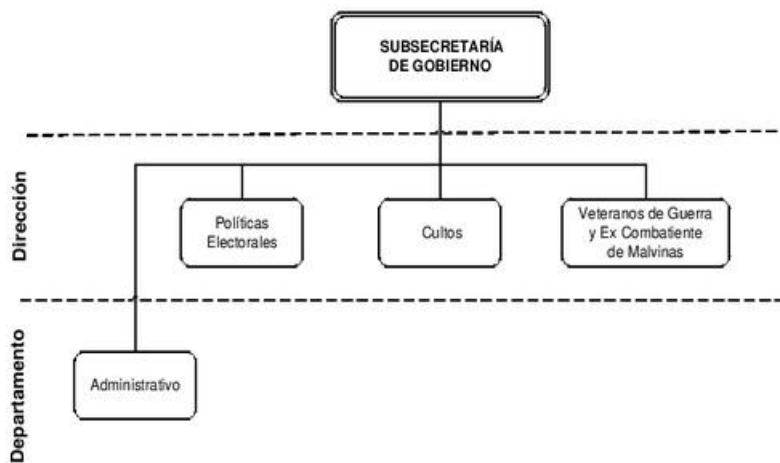 SUBSECRETARÍA
DE GOBIERNO
Dirección
Políticas
Electorales
Cultos
Veteranos de Guerra
y Ex Combatiente
de Malvinas
Departamento
Administrativo